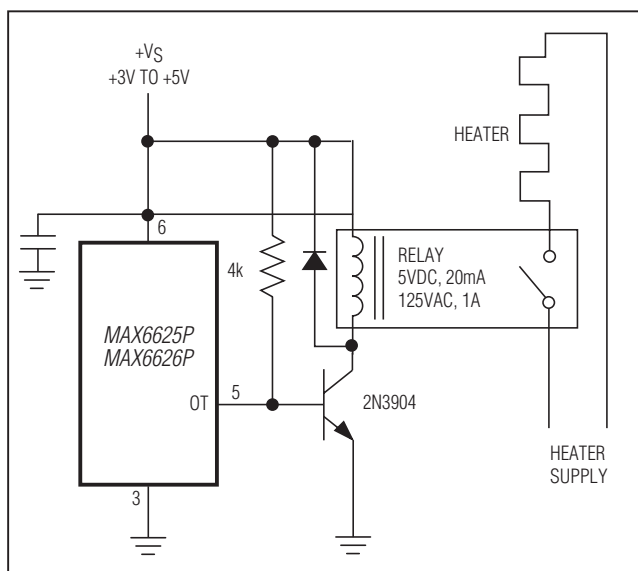 +VS
+3V TO +5V
HEATER
6
4k
RELAY
5VDC, 20mA
125VAC, 1A
MAX6625P
MAX6626P
OT
5
2N3904
3
HEATER
SUPPLY